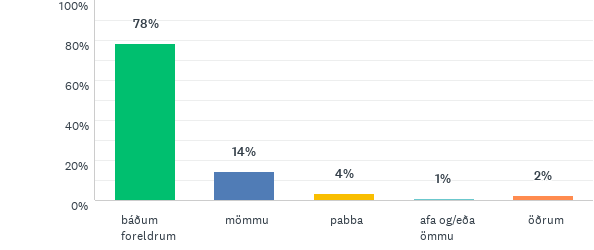 100%
80%
60%
40%
20%
0%
78%
14%
4%
1%
2%
báðum
foreldrum
mömmu
pabba
afa og/eða
ömmu
öðrum